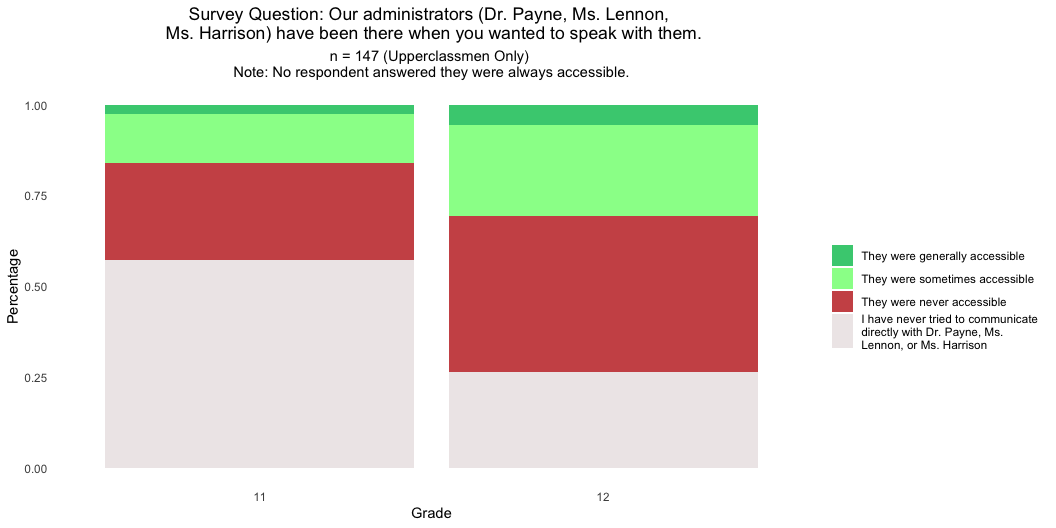 Survey Question: Our administrators (Dr. Payne, Ms. Lennon,
Ms. Harrison) have been there when you wanted to speak with them.
n = 147 (Upperclassmen Only)
Note: No respondent answered they were always accessible.
1.00
0.75
0.50
0.25
0.00
Percentage
11
12
Grade
They were generally accessible
They were sometimes accessible
They were never accessible
I have never tried to communicate
directly with Dr. Payne, Ms.
Lennon, or Ms. Harrison